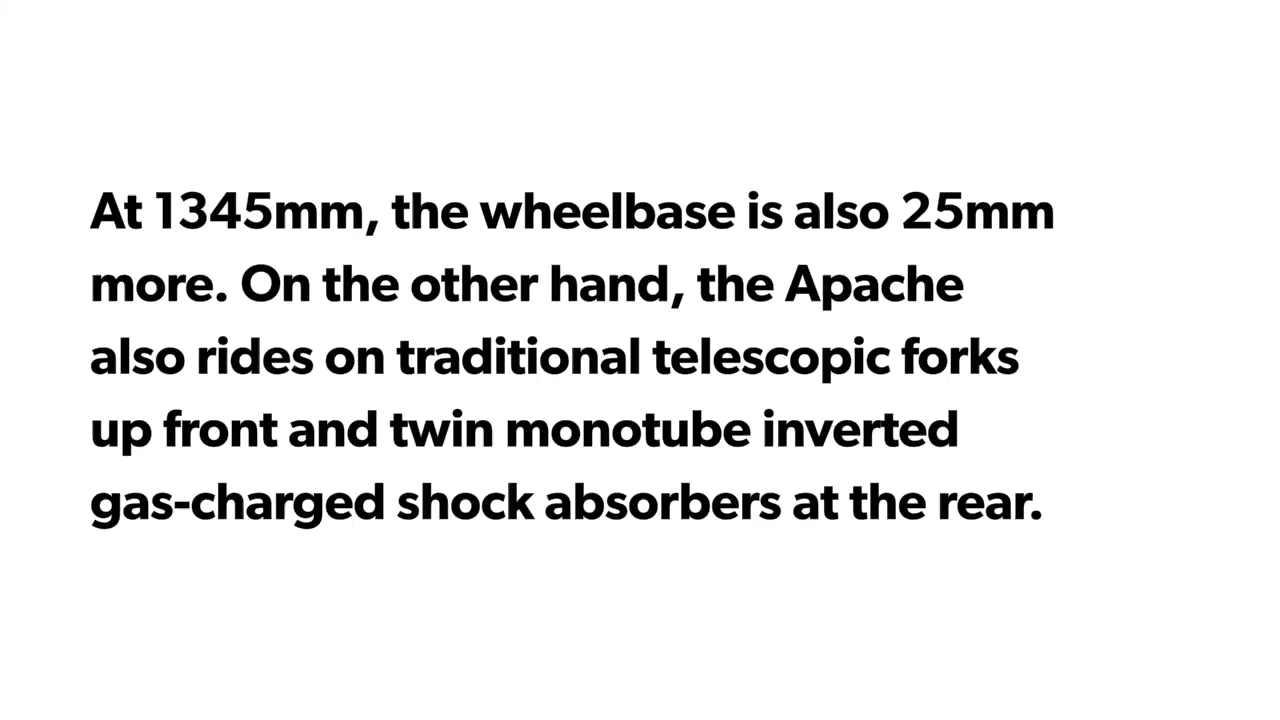 At 1345mm, the wheelbase is also 25mm
more. On the other hand, the Apache
also rides on traditional telescopic forks
up front and twin monotube inverted
gas-charged shock absorbers at the rear.